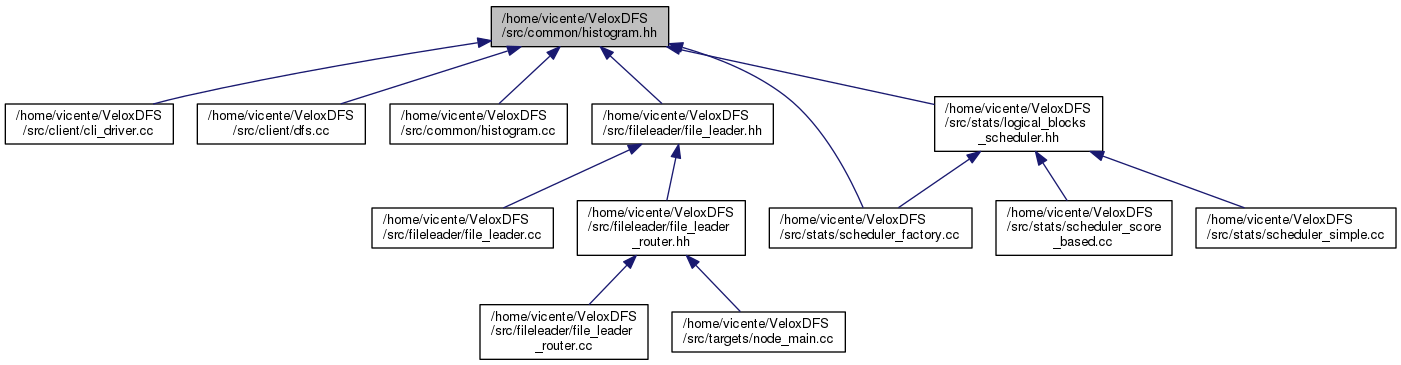 /home/vicente/VeloxDFS
/src/common/histogram.hh
/home/vicente/VeloxDFS
/src/client/cli_driver.cc
/home/vicente/VeloxDFS
/src/client/dfs.cc
/home/vicente/VeloxDFS
/src/common/histogram.cc
/home/vicente/VeloxDFS
/src/fileleader/file_leader.hh
/home/vicente/VeloxDFS
/src/stats/logical_blocks
_scheduler.hh
/home/vicente/VeloxDFS
/src/fileleader/file_leader.cc
/home/vicente/VeloxDFS
/src/fileleader/file_leader
_router.hh
/home/vicente/VeloxDFS
/src/stats/scheduler_factory.cc
/home/vicente/VeloxDFS
/src/stats/scheduler_score
_based.cc
/home/vicente/VeloxDFS
/src/stats/scheduler_simple.cc
/home/vicente/VeloxDFS
/src/fileleader/file_leader
_router.cc
/home/vicente/VeloxDFS
/src/targets/node_main.cc